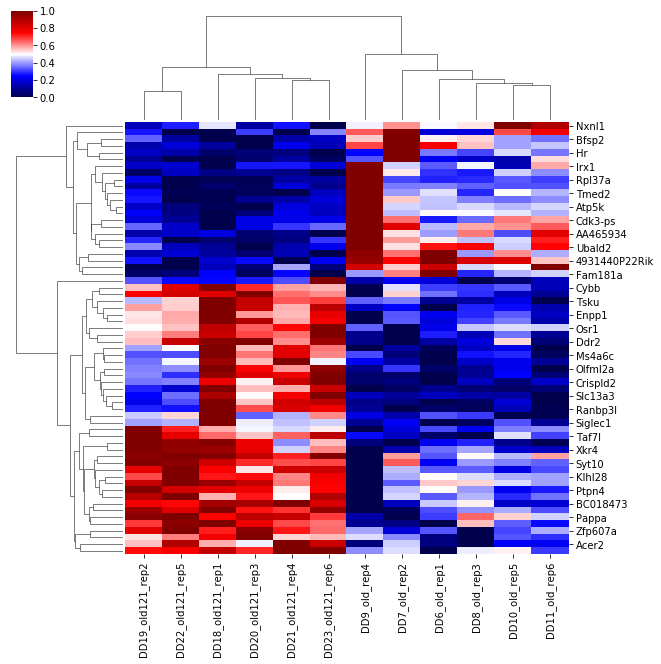 1.0
0.8
0.6
0.4
0.2
0.0
Nxnl1
Bfsp2
Hr
Irx1
Rpl37a
Tmed2
Atp5k
Cdk3-ps
AA465934
Ubald2
4931440P22Rik
Fam181a
Cybb
Tsku
Enpp1
Osr1
Ddr2
Ms4a6c
Olfml2a
Crispld2
Slc13a3
Ranbp3l
Siglec1
Taf7l
Xkr4
Syt10
Klhl28
Ptpn4
BC018473
Pappa
Zfp607a
Acer2
DD19_old121_rep2
DD22_old121_rep5
DD18_old121_rep1
DD20_old121_rep3
DD21_old121_rep4
DD23_old121_rep6
DD9_old_rep4
DD7_old_rep2
DD6_old_rep1
DD8_old_rep3
DD10_old_rep5
DD11_old_rep6